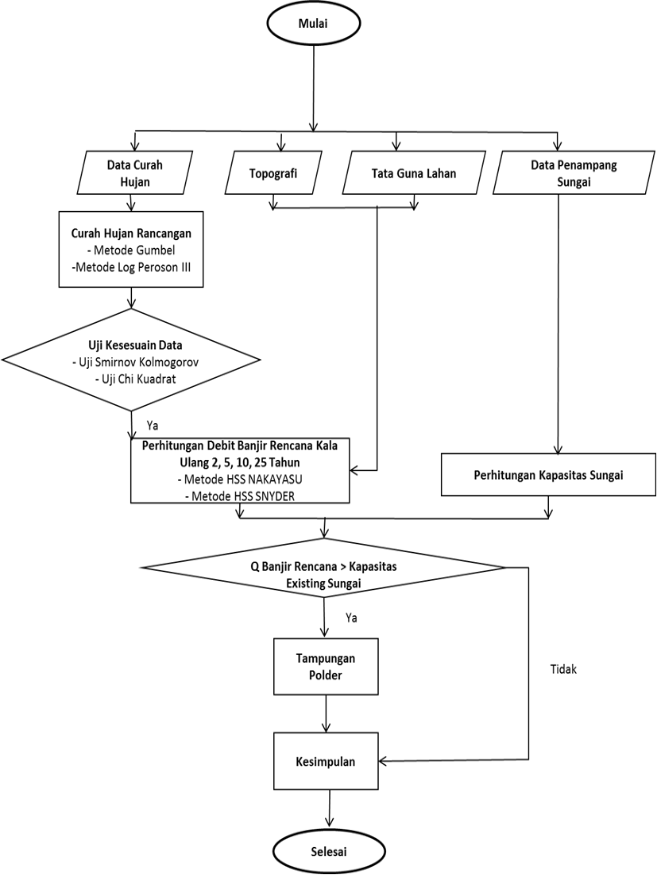 Mulai
Data Curah
Hujan
Topografi
Tata Guna Lahan
Data Penampang
Sungai
Curah Hujan Rancangan
- Metode Gumbel
-Metode Log Peroson III
Uji Kesesuain Data
- Uji Smirnov Kolmogorov
- Uji Chi Kuadrat
Ya
Perhitungan Debit Banjir Rencana Kala
Ulang 2, 5, 10, 25 Tahun
- Metode HSS NAKAYASU
- Metode HSS SNYDER
Perhitungan Kapasitas Sungai
Q Banjir Rencana > Kapasitas
Existing Sungai
Ya
Tampungan
Polder
Tidak
Kesimpulan
Selesai